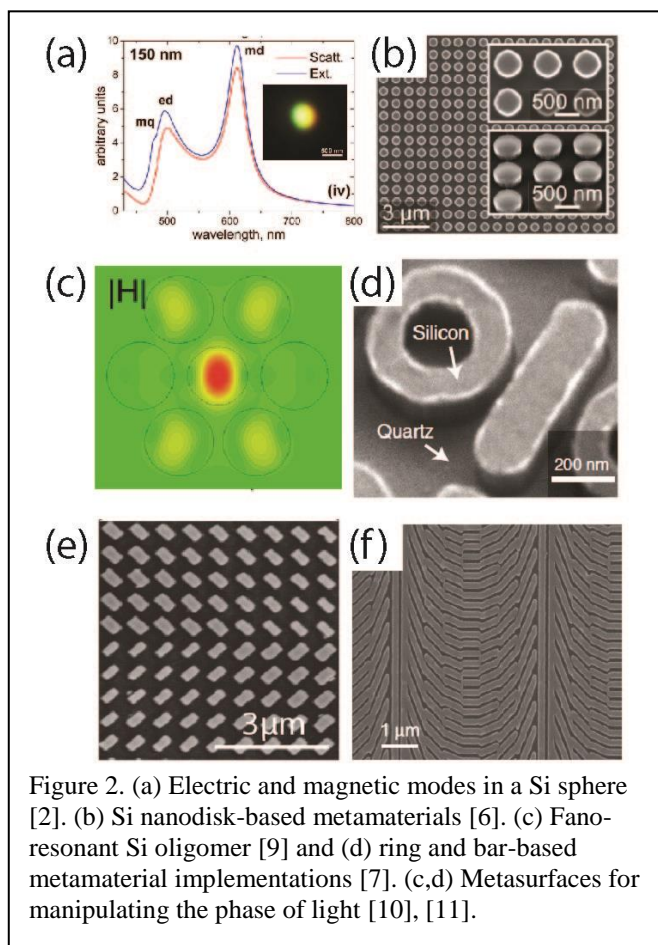 (a)
150 nm
md
Scatt.
Ext.
ed
mq
500 nm
(iv)
arbitrary units
10
8
6
4
2
0
500 600 700 800
wavelength, nm
(b)
500 nm
500 nm
3 μm
(c)
|H|
(d)
Silicon
Quartz
200 nm
(e)
3μm
(f)
1 μm
Figure 2. (a) Electric and magnetic modes in a Si sphere
[2]. (b) Si nanodisk-based metamaterials [6]. (c) Fano-
resonant Si oligomer [9] and (d) ring and bar-based
metamaterial implementations [7]. (c,d) Metasurfaces for
manipulating the phase of light [10], [11].